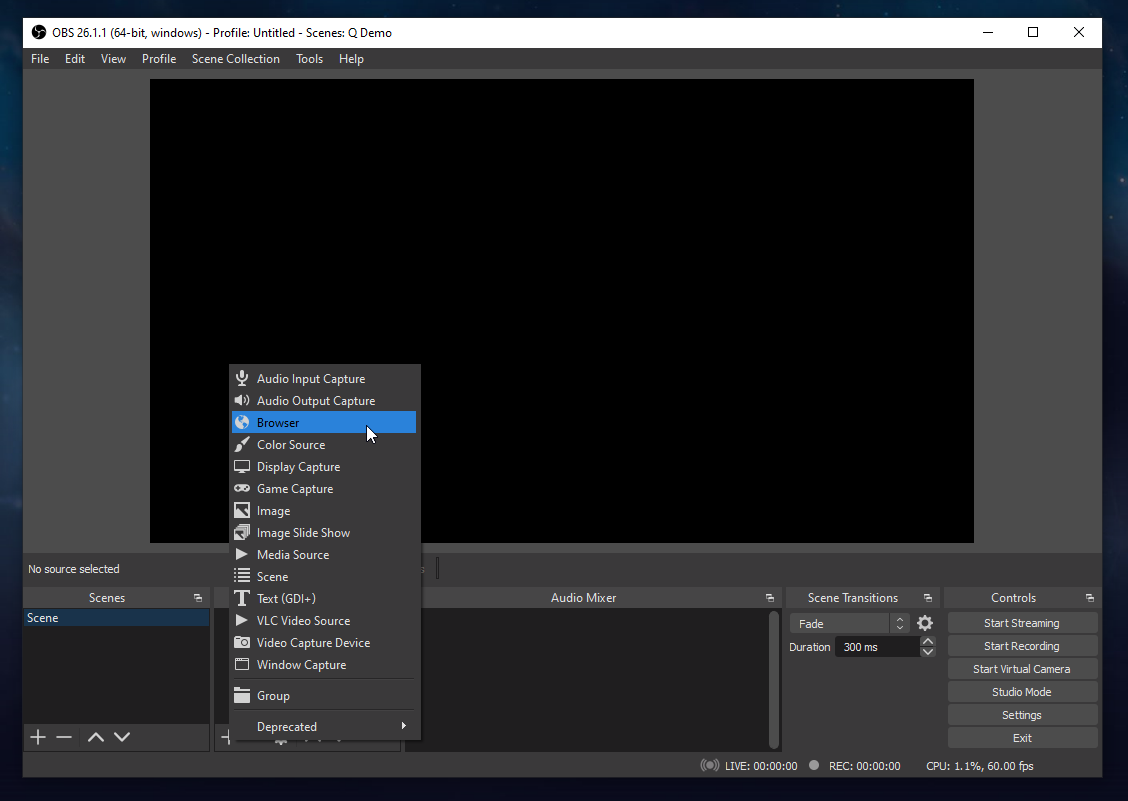 OBS 26.1.1 (64-bit, windows) - Profile: Untitled - Scenes: Q Demo
File Edit View Profile Scene Collection Tools Help
Audio Input Capture
Audio Output Capture
Browser
Color Source
Display Capture
Game Capture
Image
Image Slide Show
Media Source
Scene
Text (GDI+)
VLC Video Source
Video Capture Device
Window Capture
Group
Deprecated
No source selected
Scenes
Scene
Audio Mixer
Scene Transitions
Fade
Duration 300 ms
Controls
Start Streaming
Start Recording
Start Virtual Camera
Studio Mode
Settings
Exit
LIVE: 00:00:00 REC: 00:00:00 CPU: 1.1%, 60.00 fps